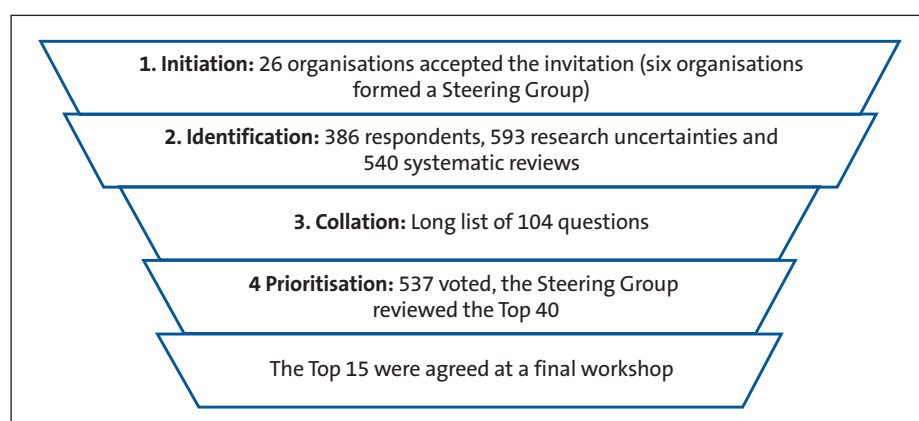 1. Initiation: 26 organisations accepted the invitation (six organisations
formed a Steering Group)
2. Identification: 386 respondents, 593 research uncertainties and
540 systematic reviews
3. Collation: Long list of 104 questions
4 Prioritisation: 537 voted, the Steering Group
reviewed the Top 40
The Top 15 were agreed at a final workshop